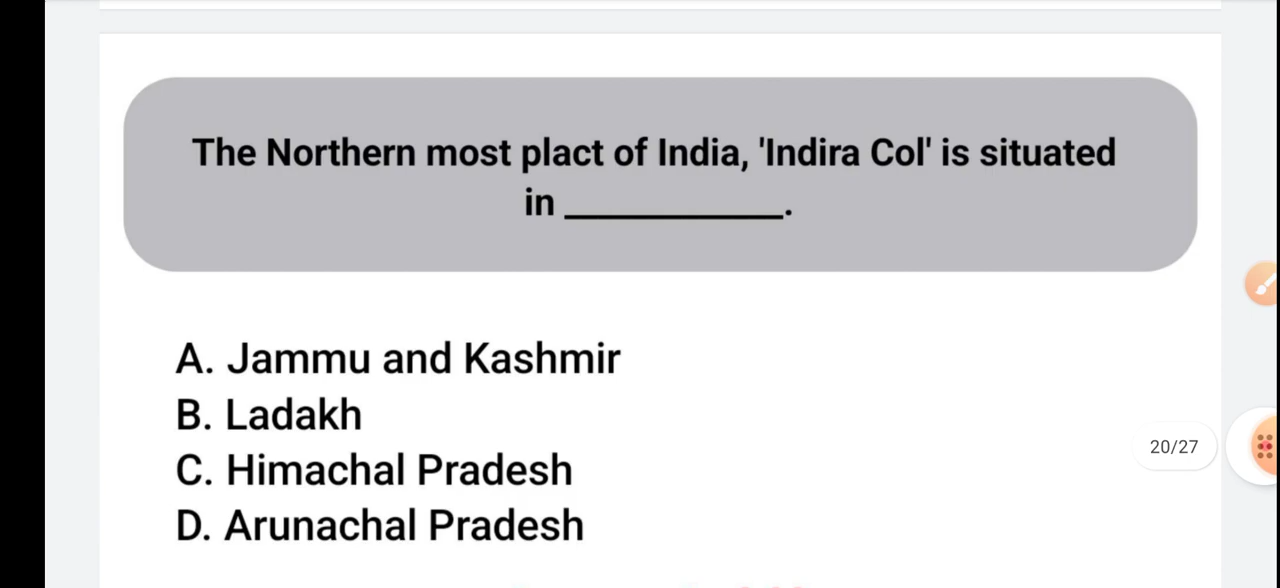 The Northern most plact of India, 'Indira Col' is situated
in ___________.
A. Jammu and Kashmir
B. Ladakh
C. Himachal Pradesh
D. Arunachal Pradesh
20/27